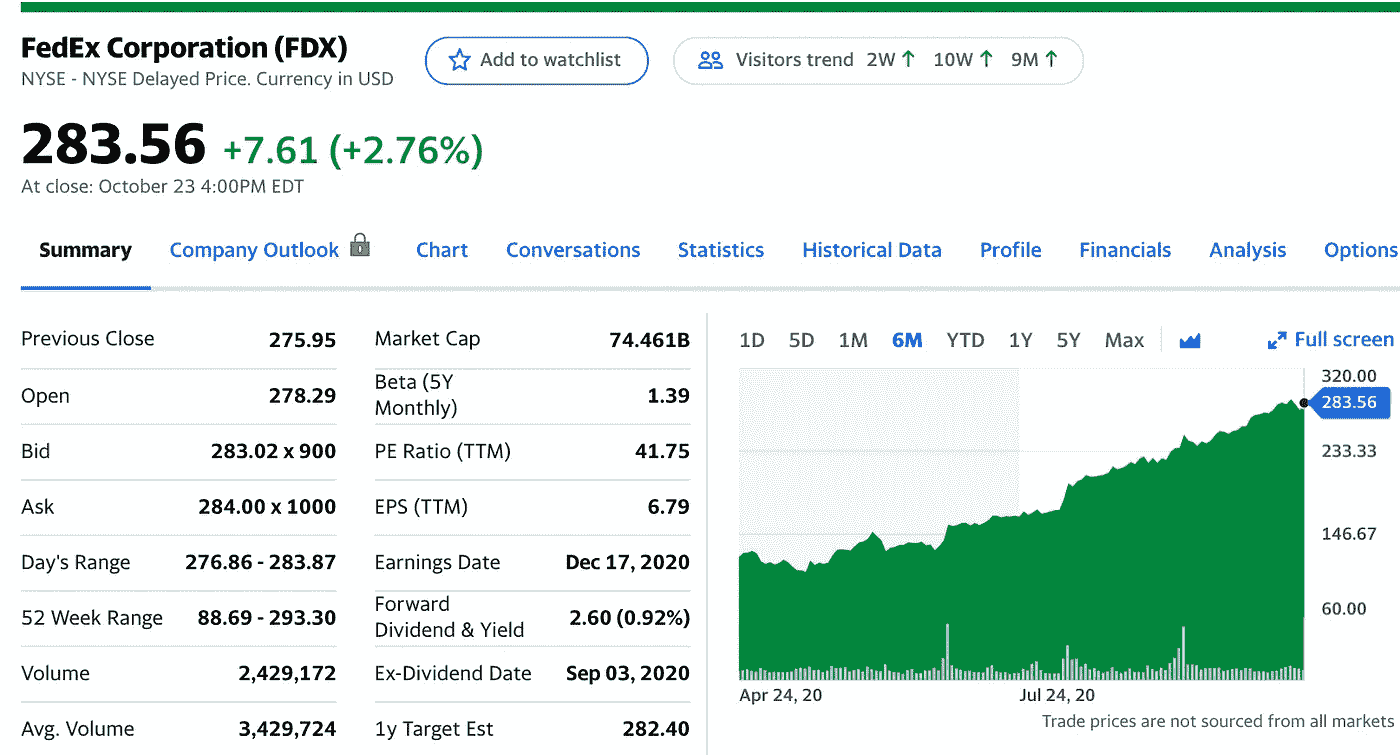 FedEx Corporation (FDX)
NYSE - NYSE Delayed Price. Currency in USD
Add to watchlist
Visitors trend 2W ↑ 10W ↑ 9M ↑
283.56 +7.61 (+2.76%)
At close: October 23 4:00PM EDT
Summary Company Outlook Chart Conversations Statistics Historical Data Profile Financials Analysis Options
Previous Close 275.95
Open 278.29
Bid 283.02 x 900
Ask 284.00 x 1000
Day's Range 276.86 - 283.87
52 Week Range 88.69 - 293.30
Volume 2,429,172
Avg. Volume 3,429,724
Market Cap 74.461B
Beta (5Y
Monthly) 1.39
PE Ratio (TTM) 41.75
EPS (TTM) 6.79
Earnings Date Dec 17, 2020
Forward
Dividend & Yield 2.60 (0.92%)
Ex-Dividend Date Sep 03, 2020
1y Target Est 282.40
1D 5D 1M 6M YTD 1Y 5Y Max Full screen
320.00
283.56
233.33
146.67
60.00
Apr 24, 20 Jul 24, 20
Trade prices are not sourced from all markets